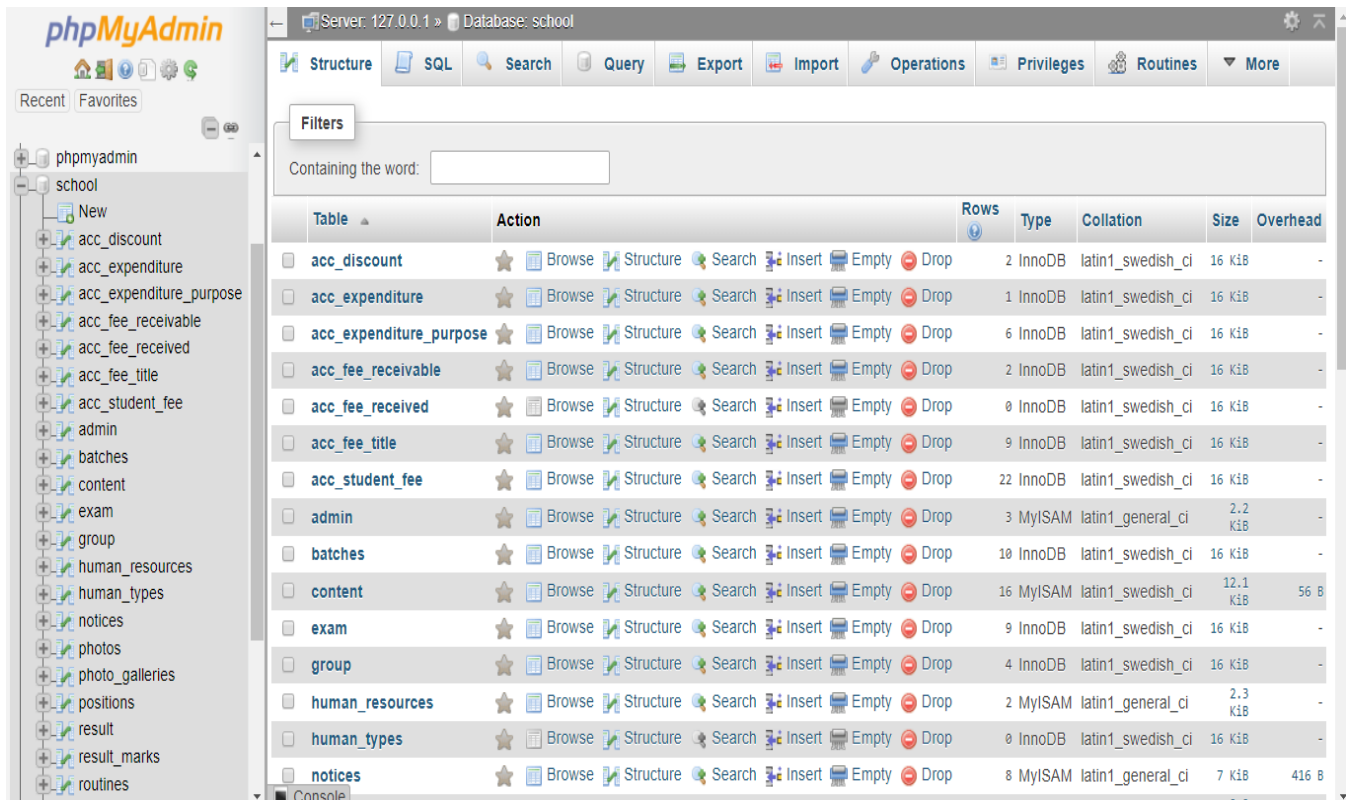 phpMyAdmin
Recent Favorites
phpmyadmin
school
New
acc_discount
acc_expenditure
acc_expenditure_purpose
acc_fee_receivable
acc_fee_received
acc_fee_title
acc_student_fee
admin
batches
content
exam
group
human_resources
human_types
notices
photos
photo_galleries
positions
result
result_marks
routines
Server: 127.0.0.1 » Database: school
Structure SQL Search Query Export Import Operations Privileges Routines More
Filters
Containing the word:
Table Action Rows Type Collation Size Overhead
acc_discount Browse Structure Search Insert Empty Drop 2 InnoDB latin1_swedish_ci 16 KiB -
acc_expenditure Browse Structure Search Insert Empty Drop 1 InnoDB latin1_swedish_ci 16 KiB -
acc_expenditure_purpose Browse Structure Search Insert Empty Drop 6 InnoDB latin1_swedish_ci 16 KiB -
acc_fee_receivable Browse Structure Search Insert Empty Drop 2 InnoDB latin1_swedish_ci 16 KiB -
acc_fee_received Browse Structure Search Insert Empty Drop 0 InnoDB latin1_swedish_ci 16 KiB -
acc_fee_title Browse Structure Search Insert Empty Drop 9 InnoDB latin1_swedish_ci 16 KiB -
acc_student_fee Browse Structure Search Insert Empty Drop 22 InnoDB latin1_swedish_ci 16 KiB -
admin Browse Structure Search Insert Empty Drop 3 MyISAM latin1_general_ci 2.2 KiB -
batches Browse Structure Search Insert Empty Drop 10 InnoDB latin1_swedish_ci 16 KiB -
content Browse Structure Search Insert Empty Drop 16 MyISAM latin1_swedish_ci 12.1 KiB 56 B
exam Browse Structure Search Insert Empty Drop 9 InnoDB latin1_swedish_ci 16 KiB -
group Browse Structure Search Insert Empty Drop 4 InnoDB latin1_swedish_ci 16 KiB -
human_resources Browse Structure Search Insert Empty Drop 2 MyISAM latin1_general_ci 2.3 KiB -
human_types Browse Structure Search Insert Empty Drop 0 InnoDB latin1_swedish_ci 16 KiB -
notices Browse Structure Search Insert Empty Drop 8 MyISAM latin1_general_ci 7 KiB 416 B
Console